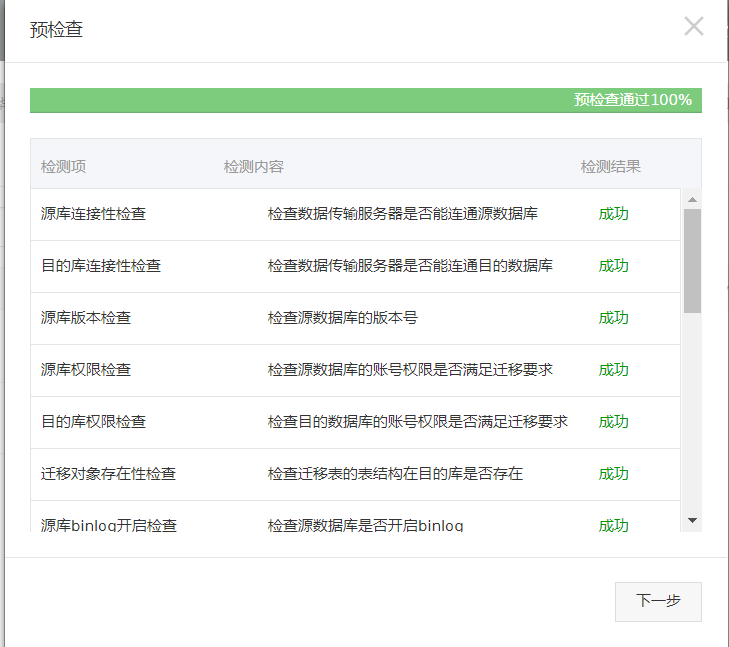 预检查
预检查通过100%
检测项 检测内容 检测结果
源库连接性检查 检查数据传输服务器是否能连通源数据库 成功
目的库连接性检查 检查数据传输服务器是否能连通目的数据库 成功
源库版本检查 检查源数据库的版本号 成功
源库权限检查 检查源数据库的账号权限是否满足迁移要求 成功
目的库权限检查 检查目的数据库的账号权限是否满足迁移要求 成功
迁移对象存在性检查 检查迁移表的表结构在目的库是否存在 成功
源库binlog开启检查 检查源数据库是否开启binlog 成功
下一步